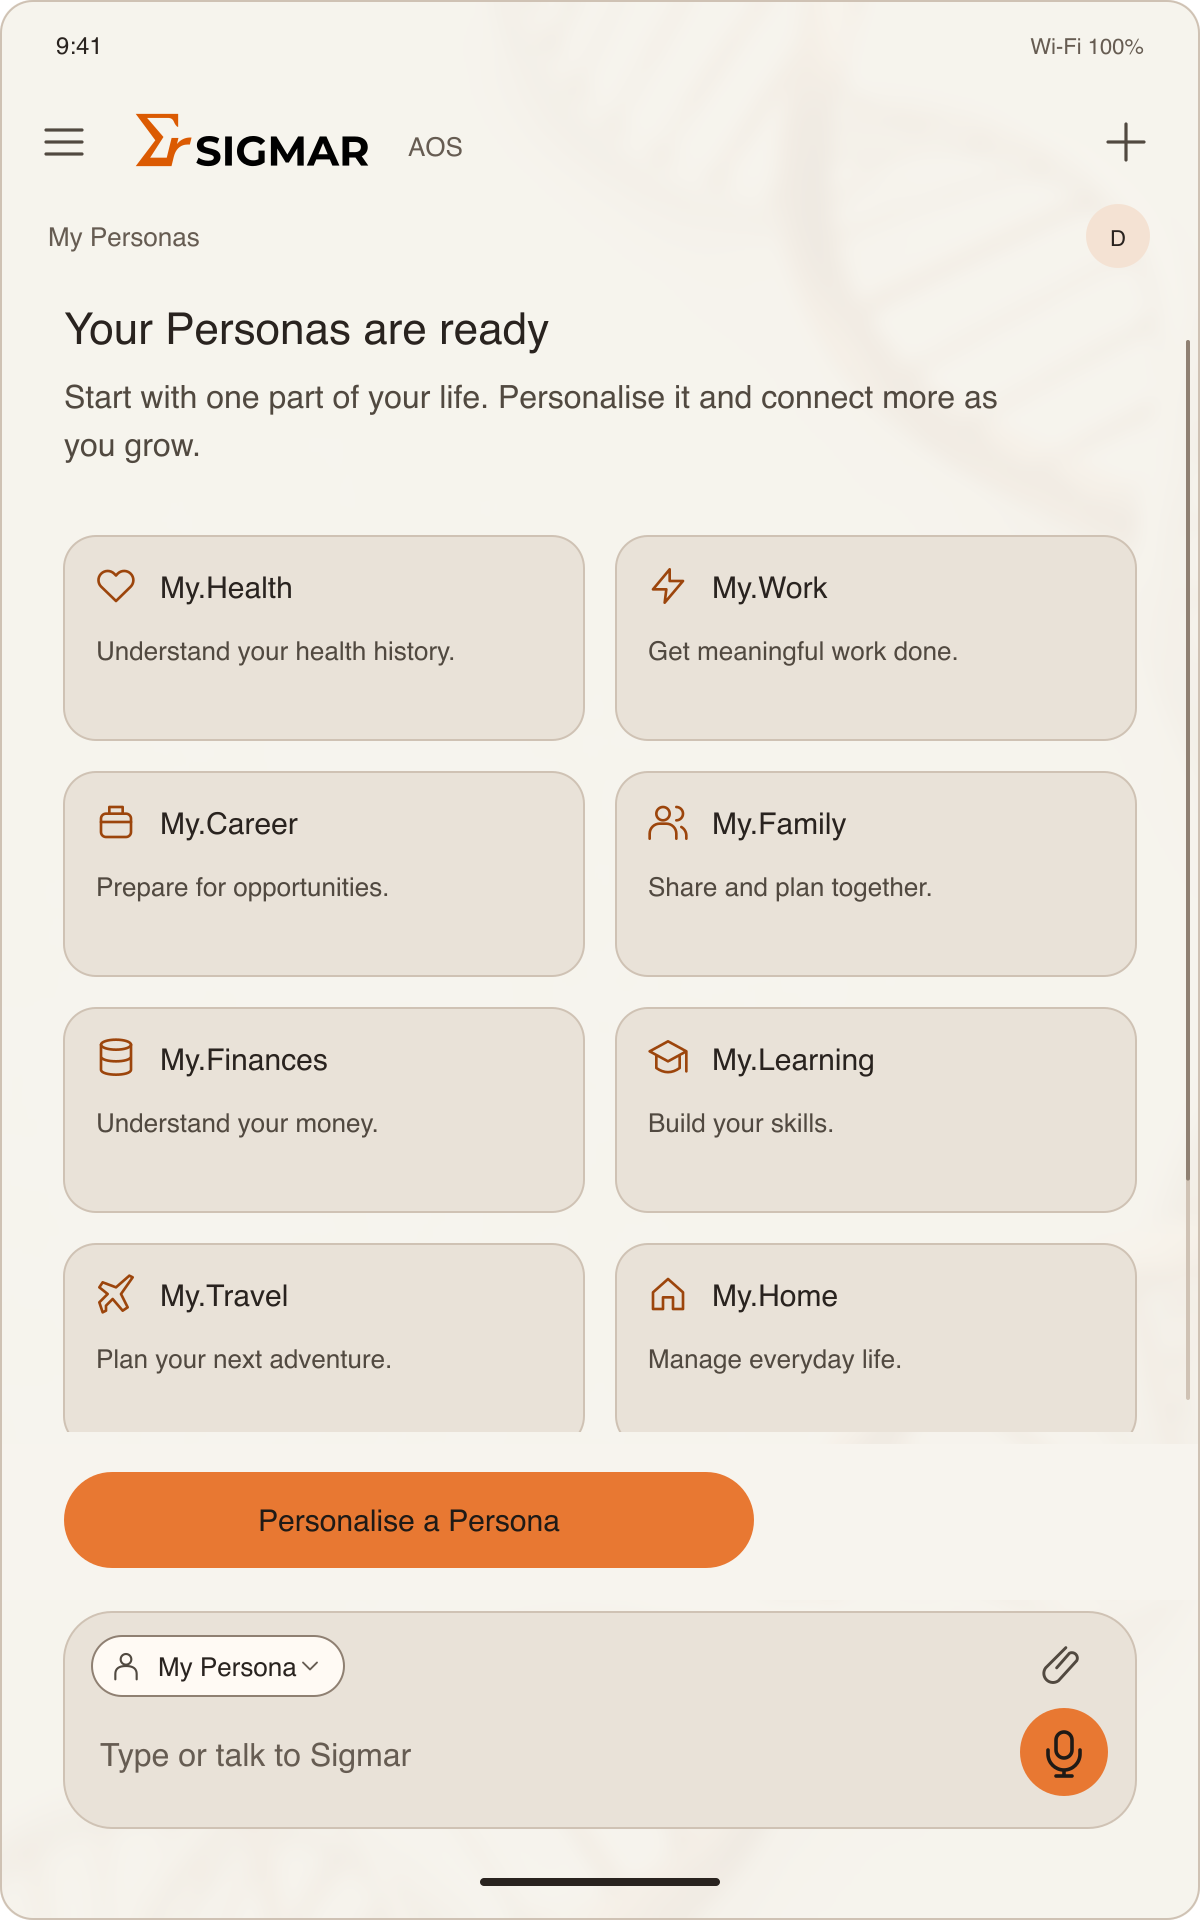 9:41
Wi-Fi 100%
Σr SIGMAR AOS
My Personas
D
Your Personas are ready
Start with one part of your life. Personalise it and connect more as
you grow.
My.Health
Understand your health history.
My.Work
Get meaningful work done.
My.Career
Prepare for opportunities.
My.Family
Share and plan together.
My.Finances
Understand your money.
My.Learning
Build your skills.
My.Travel
Plan your next adventure.
My.Home
Manage everyday life.
Personalise a Persona
My Persona
Type or talk to Sigmar